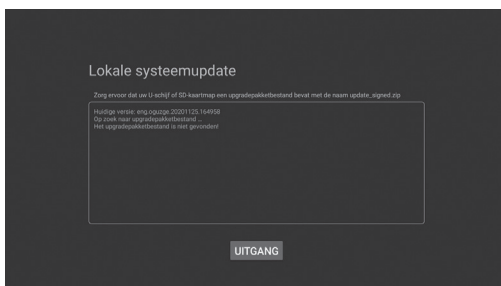 Lokale systeemupdate
Zorg ervoor dat uw U-schijf of SD-kaartmap een upgradepakketbestand bevat met de naam update_signed.zip
Huidige versie: eng.oguzge.20201125.164958
Op zoek naar upgradepakketbestand ...
Het upgradepakketbestand is niet gevonden!
UITGANG